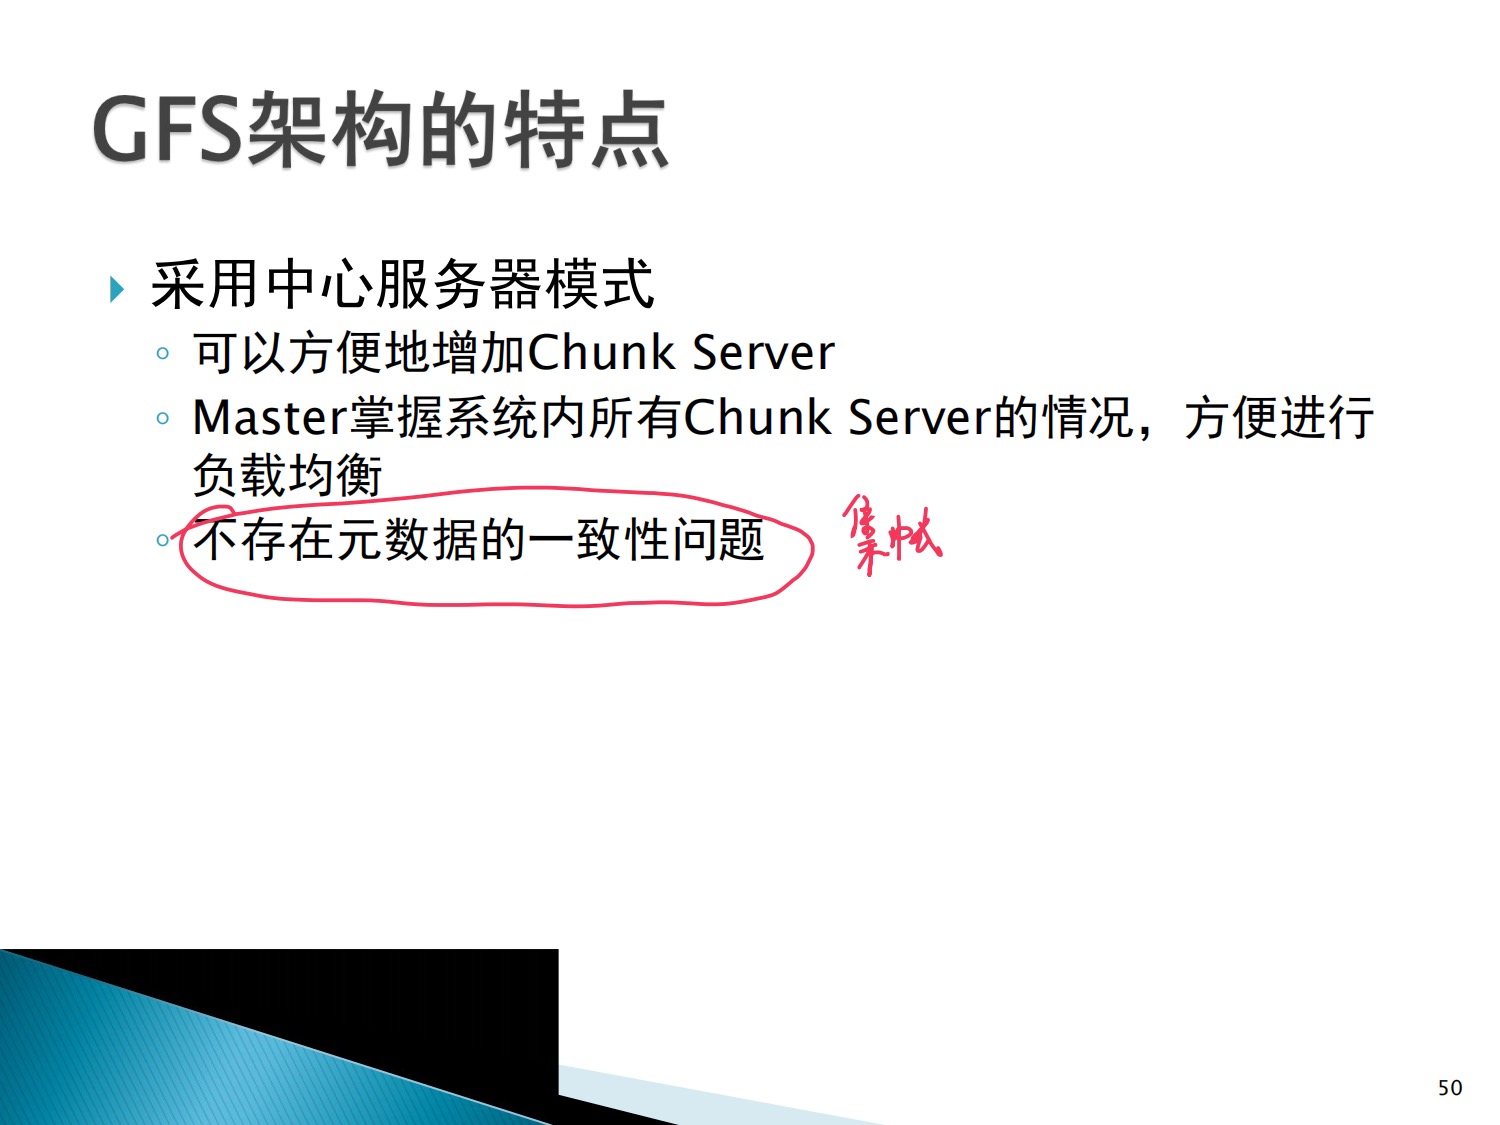 GFS架构的特点
采用中心服务器模式
可以方便地增加Chunk Server
Master掌握系统内所有Chunk Server的情况，方便进行
负载均衡
不存在元数据的一致性问题
集中式
50